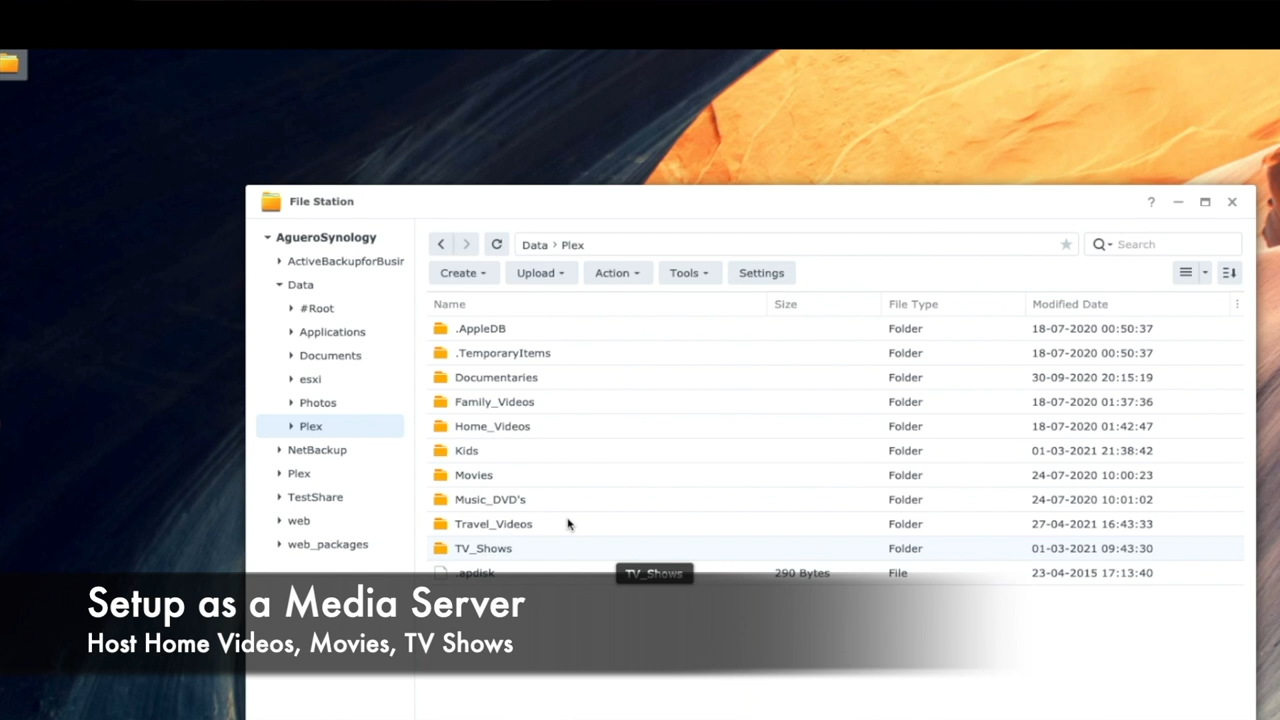 File Station
?
AgueroSynology
ActiveBackupforBusir
Data
#Root
Applications
Documents
esxi
Photos
Plex
NetBackup
Plex
TestShare
web
web_packages
Data > Plex
Search
Create Upload Action Tools Settings
Name Size File Type Modified Date
.AppleDB Folder 18-07-2020 00:50:37
.TemporaryItems Folder 18-07-2020 00:50:37
Documentaries Folder 30-09-2020 20:15:19
Family_Videos Folder 18-07-2020 01:37:36
Home_Videos Folder 18-07-2020 01:42:47
Kids Folder 01-03-2021 21:38:42
Movies Folder 24-07-2020 10:00:23
Music_DVD's Folder 24-07-2020 10:01:02
Travel_Videos Folder 27-04-2021 16:43:33
TV_Shows Folder 01-03-2021 09:43:30
.apdisk 290 Bytes File 23-04-2015 17:13:40
TV_Shows
Setup as a Media Server
Host Home Videos, Movies, TV Shows